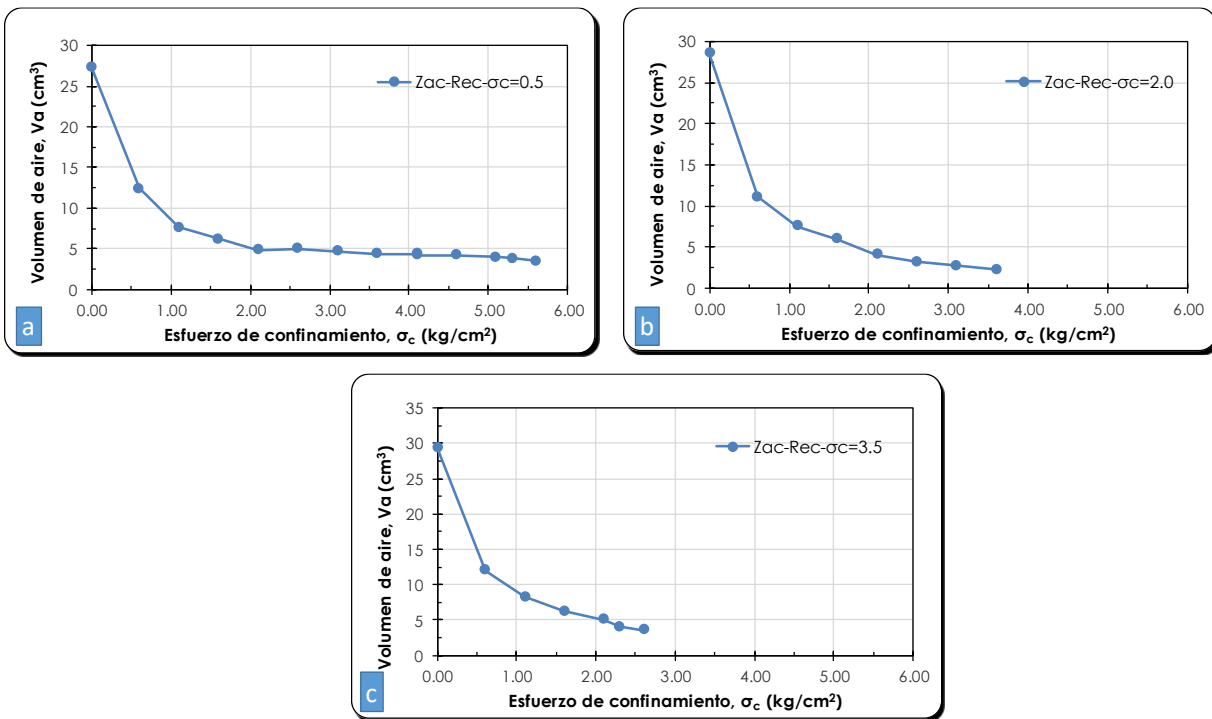 Volumen de aire, Va (cm³)
30
25
20
15
10
5
0
Zac-Rec-σc=0.5
0.00 1.00 2.00 3.00 4.00 5.00 6.00
Esfuerzo de confinamiento, σc (kg/cm²)
a
Volumen de aire, Va (cm³)
30
25
20
15
10
5
0
Zac-Rec-σc=2.0
0.00 1.00 2.00 3.00 4.00 5.00 6.00
Esfuerzo de confinamiento, σc (kg/cm²)
b
Volumen de aire, Va (cm³)
35
30
25
20
15
10
5
0
Zac-Rec-σc=3.5
0.00 1.00 2.00 3.00 4.00 5.00 6.00
Esfuerzo de confinamiento, σc (kg/cm²)
c